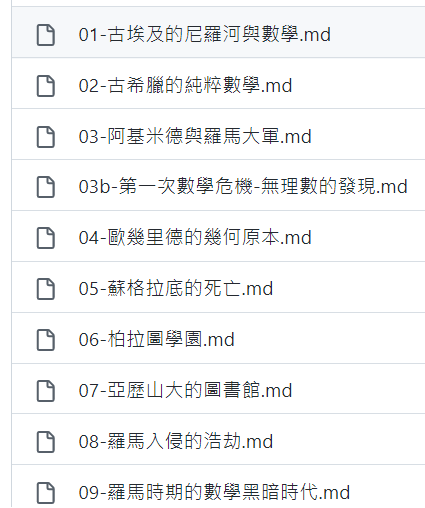 01-古埃及的尼羅河與數學.md
02-古希臘的純粹數學.md
03-阿基米德與羅馬大軍.md
03b-第一次數學危機-無理數的發現.md
04-歐幾里德的幾何原本.md
05-蘇格拉底的死亡.md
06-柏拉圖學園.md
07-亞歷山大的圖書館.md
08-羅馬入侵的浩劫.md
09-羅馬時期的數學黑暗時代.md